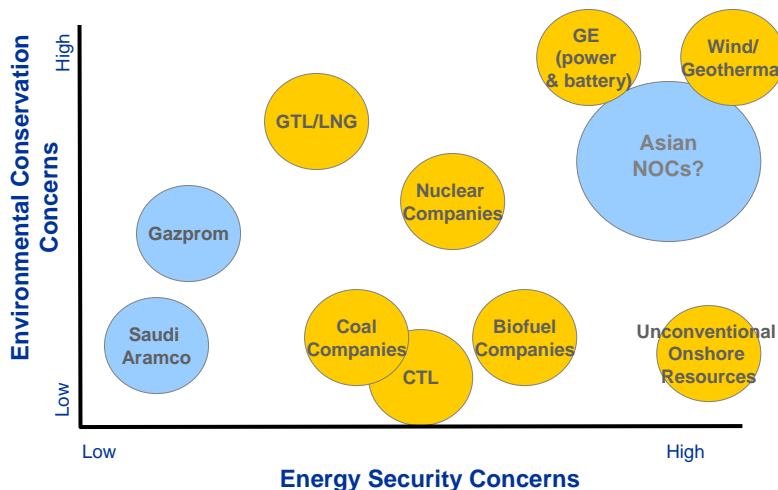 Environmental Conservation
Concerns
High
Low
GE
(power
& battery)
Wind/
Geotherma
GTL/LNG
Asian
NOCs?
Nuclear
Companies
Gazprom
Saudi
Aramco
Coal
Companies
CTL
Biofuel
Companies
Unconventional
Onshore
Resources
Low
High
Energy Security Concerns